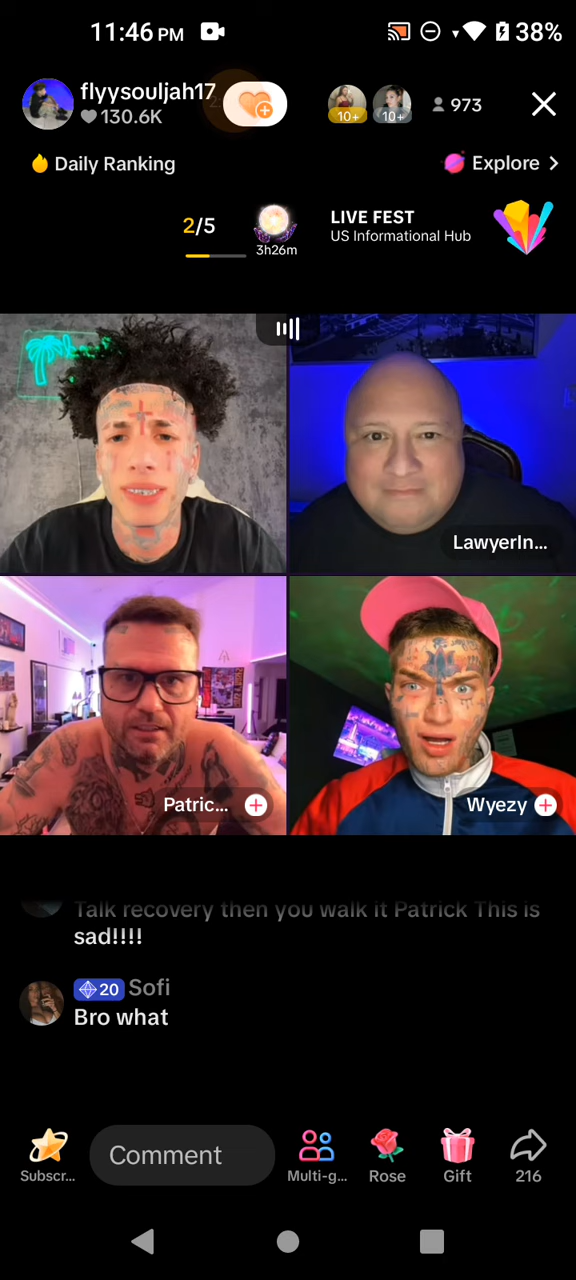 11:46 PM
38%
flyysouljah17
130.6K
10+
10+
973
Daily Ranking
Explore >
2/5
3h26m
LIVE FEST
US Informational Hub
LawyerIn...
Patric...
Wyezy
Talk recovery then you walk it Patrick This is
sad!!!!
20 Sofi
Bro what
Subscr...
Comment
Multi-g...
Rose
Gift
216